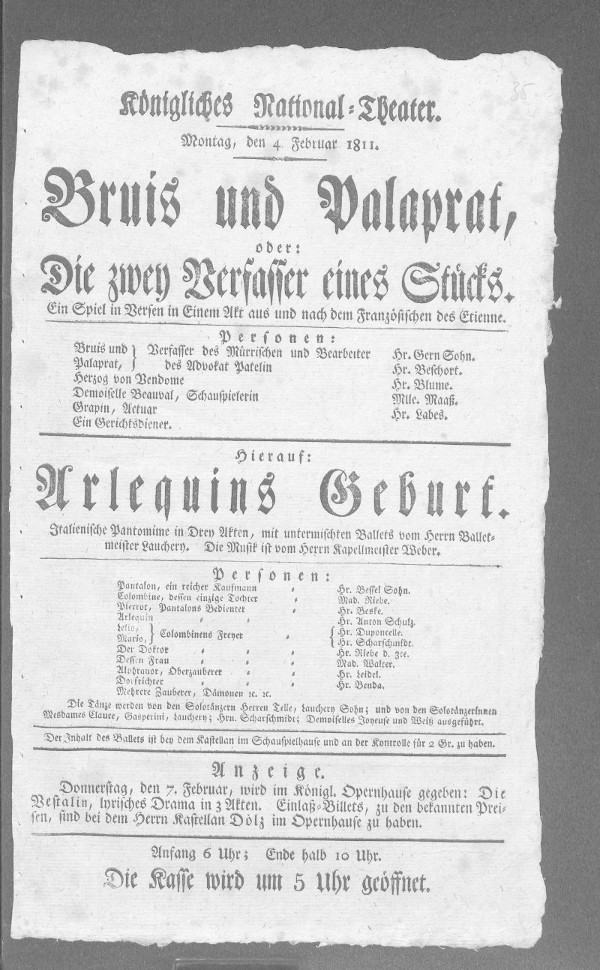 Königliches National-Theater.
Montag, den 4 Februar 1811.
Bruis und Palaprat,
oder:
Die zwey Verfasser eines Stücks.
Ein Spiel in Versen in Einem Akt aus und nach dem Französischen des Etienne.
Personen:
Bruis und } Verfasser des Mürrischen und Bearbeiter Hr. Gern Sohn.
Palaprat, } des Advokat Patelin Hr. Beschort.
Herzog von Vendome Hr. Blume.
Demoiselle Beauval, Schauspielerin Mlle. Maaß.
Grapin, Actuar Hr. Labes.
Ein Gerichtsdiener.
Hierauf:
Arlequins Geburt.
Italienische Pantomime in Drey Akten, mit untermischten Ballets vom Herrn Ballet-
meister Lauchery. Die Musik ist vom Herrn Kapellmeister Weber.
Personen:
Pantalon, ein reicher Kaufmann Hr. Bessel Sohn.
Colombine, dessen einzige Tochter Mad. Riebe.
Pierrot, Pantalons Bedienter Hr. Beske.
Arlequin Hr. Anton Schulz.
Lelio, } Colombinens Freyer { Hr. Duponcelle.
Mario, } { Hr. Scharschmidt.
Der Doktor Hr. Riebe d. 3te.
Dessen Frau Mad. Walter.
Alphranor, Oberzauberer Hr. Leidel.
Dorfrichter Hr. Benda.
Mehrere Zauberer, Dämonen ꝛc. ꝛc.
Die Tänze werden von den Solotänzern Herren Telle, Lauchery Sohn; und von den Solotänzerinnen
Mesdames Clauce, Gasperini, Lauchery; Hrn. Scharschmidt; Demoiselles Joyeuse und Weitz ausgeführt.
Der Inhalt des Ballets ist bei dem Kastellan im Schauspielhause und an der Kontrolle für 2 Gr. zu haben.
Anzeige.
Donnerstag, den 7. Februar, wird im Königl. Opernhause gegeben: Die
Vestalin, lyrisches Drama in 3 Akten. Einlaß-Billets, zu den bekannten Prei-
sen, sind bei dem Herrn Kastellan Dölz im Opernhause zu haben.
Anfang 6 Uhr; Ende halb 10 Uhr.
Die Kasse wird um 5 Uhr geöffnet.